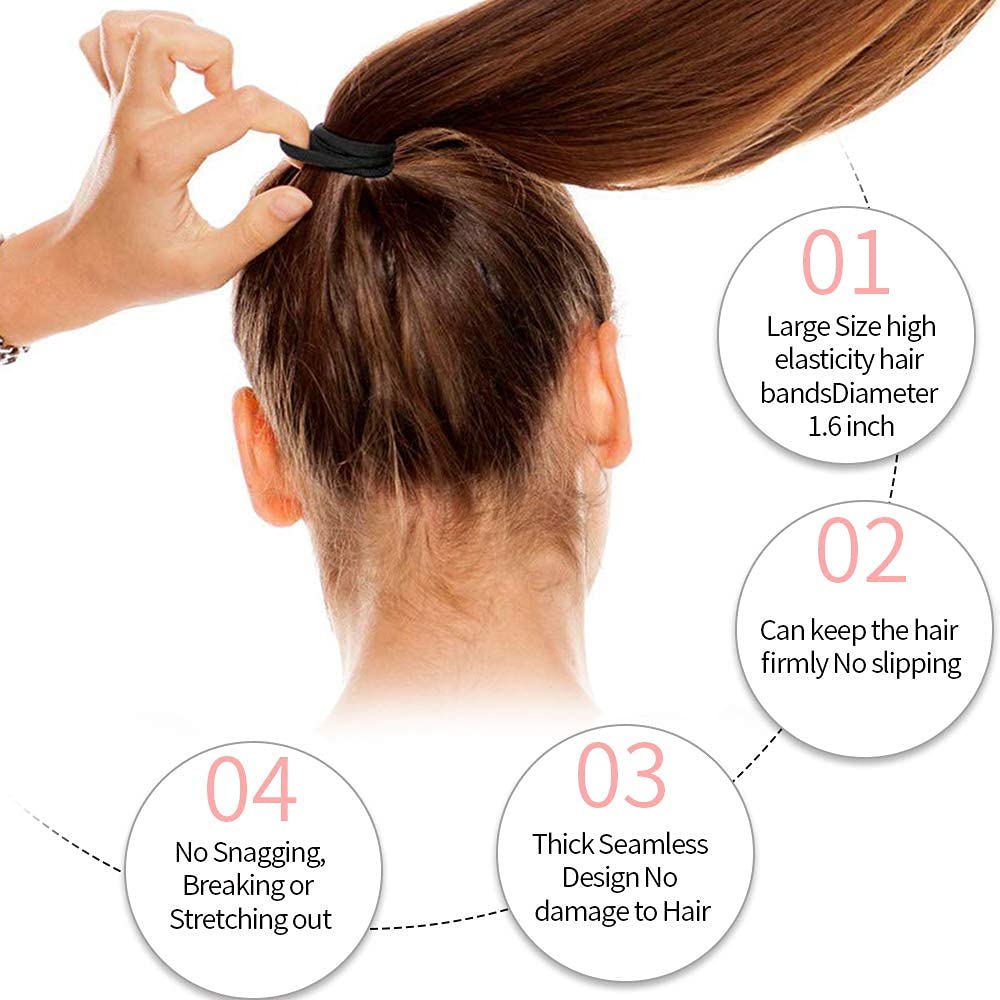 01
Large Size high
elasticity hair
bandsDiameter
1.6 inch
02
Can keep the hair
firmly No slipping
03
Thick Seamless
Design No
damage to Hair
04
No Snagging,
Breaking or
Stretching out